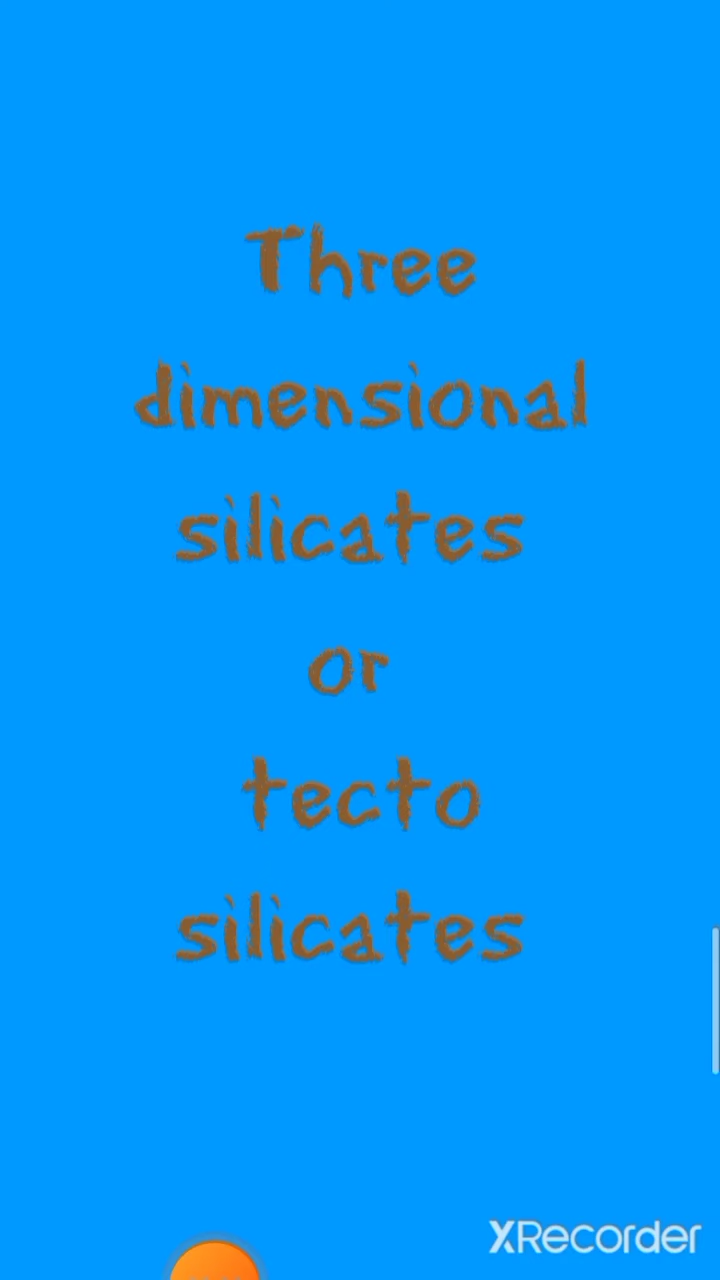 Three
dimensional
silicates
or
tecto
silicates
XRecorder